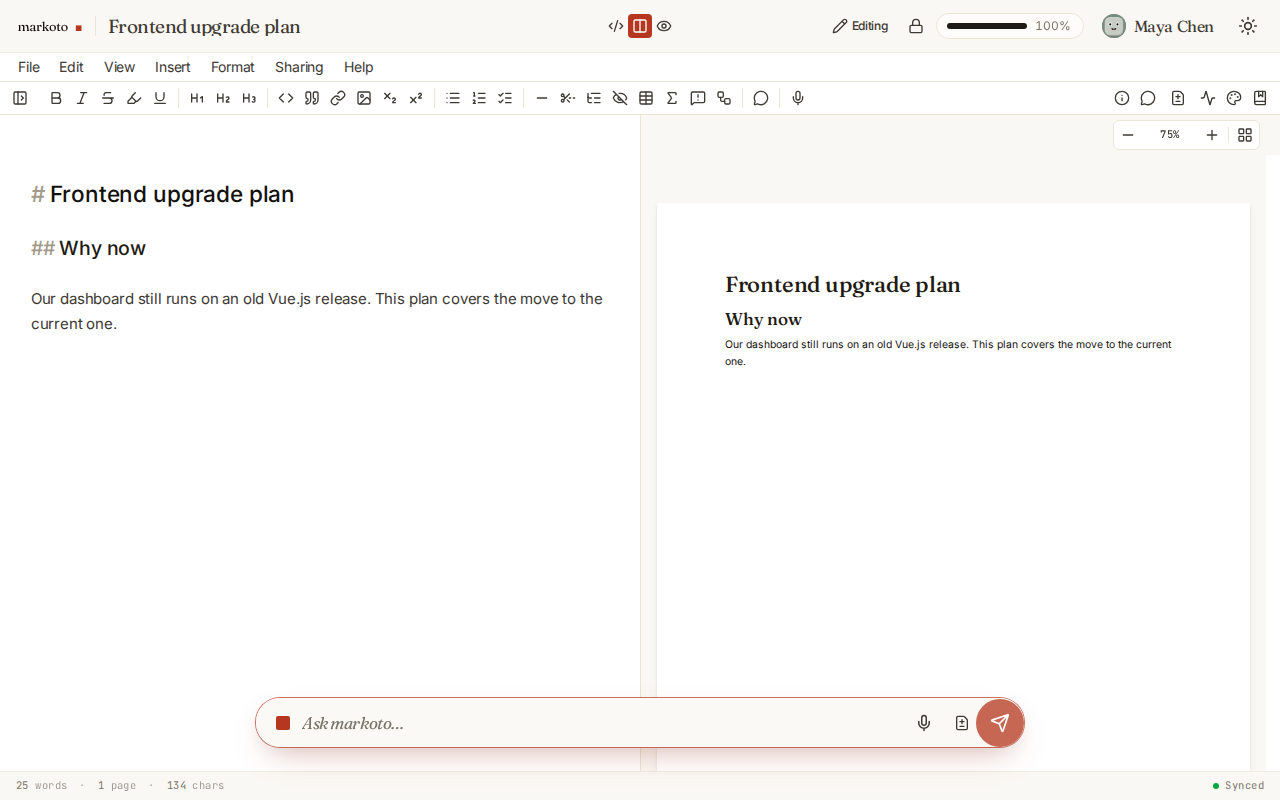 markoto
Frontend upgrade plan
Editing
100%
Maya Chen
File Edit View Insert Format Sharing Help
H1 H2 H3
75%
# Frontend upgrade plan
## Why now
Our dashboard still runs on an old Vue.js release. This plan covers the move to the
current one.
Frontend upgrade plan
Why now
Our dashboard still runs on an old Vue.js release. This plan covers the move to the current
one.
Ask markoto...
25 words · 1 page · 134 chars
Synced